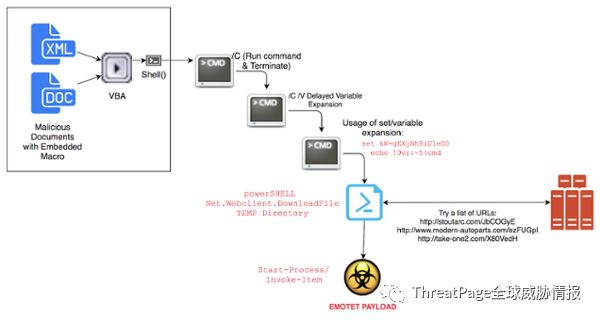 XML
DOC
Malicious
Documents
with Embedded
Macro
VBA
Shell()
>_CMD
/C (Run command
& Terminate)
> CMD
/C /V Delayed Variable
Expansion
> CMD
Usage of set/variable
expansion:
set kW=gEXjNhBiU1eO0
echo !9vz:~5!cmd
powerSHELL
Net.Webclient.DownloadFile
TEMP Directory
Try a list of URLs:
http://stoutarc.com/JbCOGyE
http://www.modern-autoparts.com/ezFUGpI
http://take-one2.com/X80VedH
Start-Process/
Invoke-Item
EMOTET PAYLOAD
ThreatPage全球威胁情报